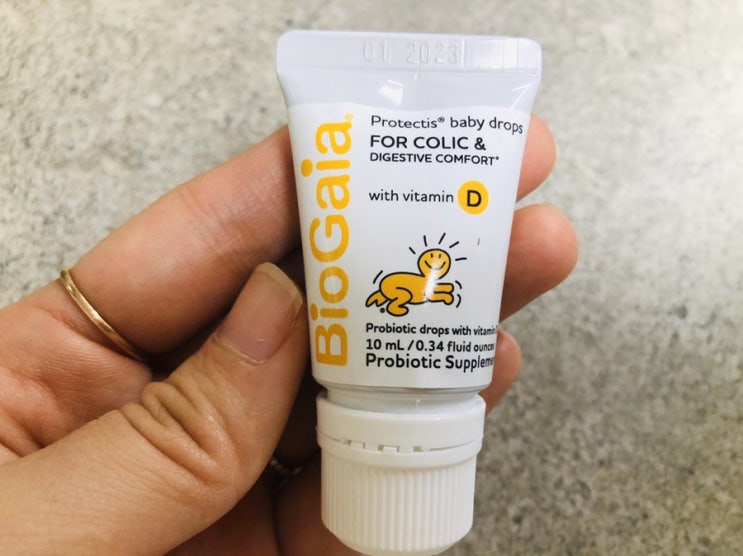 01 2023
BioGaia®
Protectis® baby drops
FOR COLIC &
DIGESTIVE COMFORT*
with vitamin D
Probiotic drops with vitamin
10 mL / 0.34 fluid ounces
Probiotic Suppleme